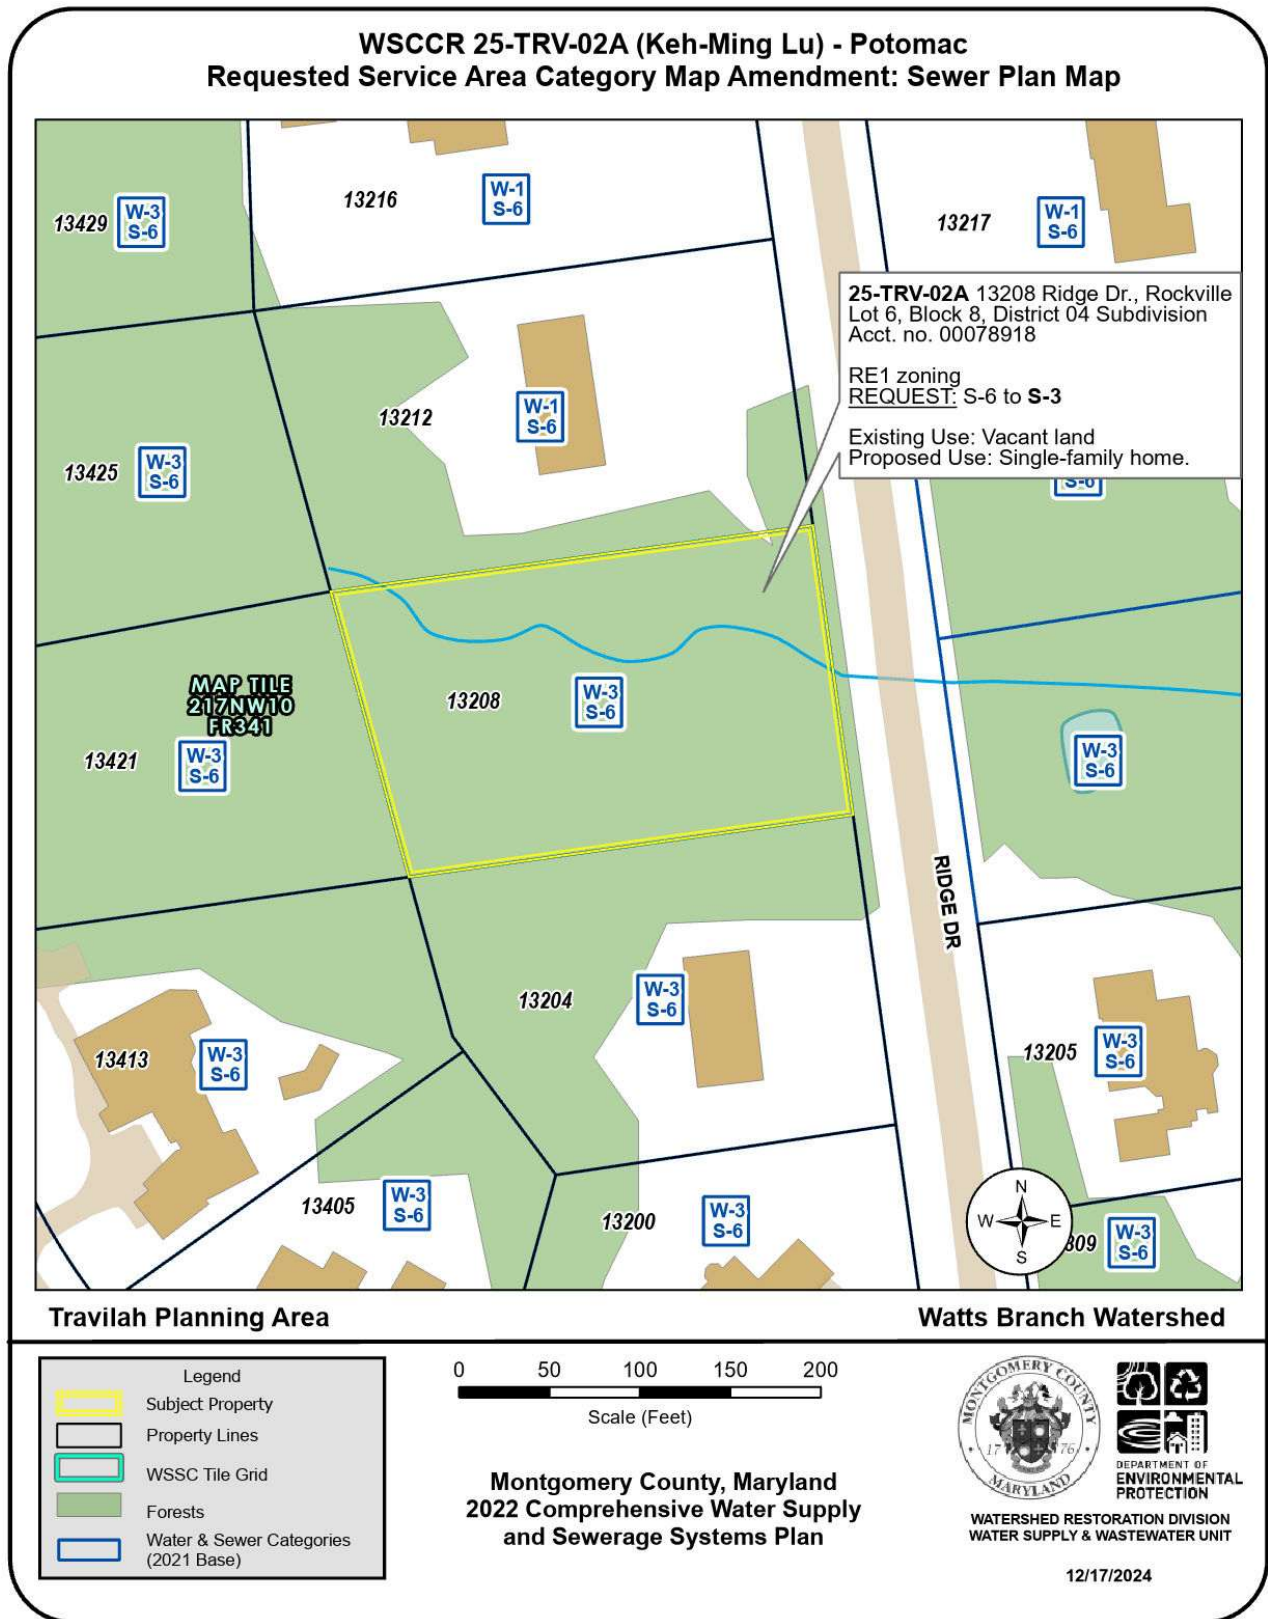 WSCCR 25-TRV-02A (Keh-Ming Lu) - Potomac
Requested Service Area Category Map Amendment: Sewer Plan Map
13429
W-3
S-6
13216
W-1
S-6
13217
W-1
S-6
25-TRV-02A 13208 Ridge Dr., Rockville
Lot 6, Block 8, District 04 Subdivision
Acct. no. 00078918
RE1 zoning
REQUEST: S-6 to S-3
Existing Use: Vacant land
Proposed Use: Single-family home.
13212
W-1
S-6
13425
W-3
S-6
S-6
MAP TILE
217NW10
FR341
13208
W-3
S-6
13421
W-3
S-6
W-3
S-6
RIDGE DR
13204
W-3
S-6
13413
W-3
S-6
13205
W-3
S-6
13405
W-3
S-6
13200
W-3
S-6
N
W E
S
309
W-3
S-6
Travilah Planning Area
Watts Branch Watershed
Legend
Subject Property
Property Lines
WSSC Tile Grid
Forests
Water & Sewer Categories
(2021 Base)
0 50 100 150 200
Scale (Feet)
Montgomery County, Maryland
2022 Comprehensive Water Supply
and Sewerage Systems Plan
MONTGOMERY COUNTY
17 76
MARYLAND
DEPARTMENT OF
ENVIRONMENTAL
PROTECTION
WATERSHED RESTORATION DIVISION
WATER SUPPLY & WASTEWATER UNIT
12/17/2024